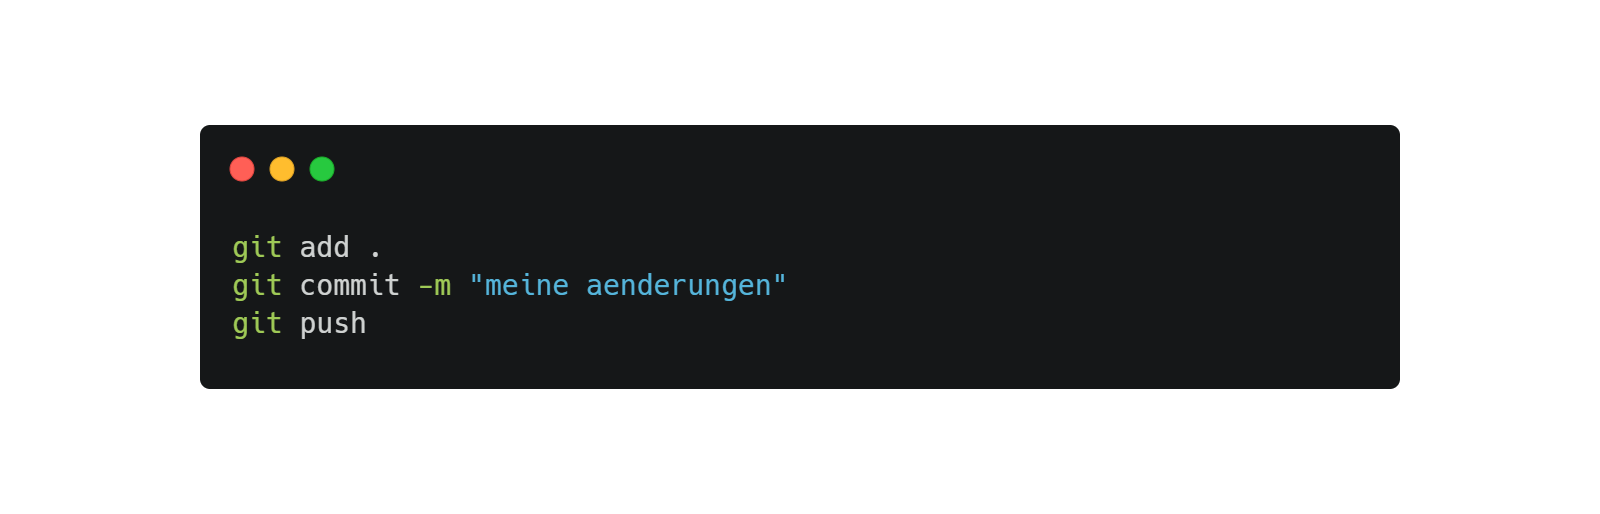 git add .
git commit -m "meine aenderungen"
git push